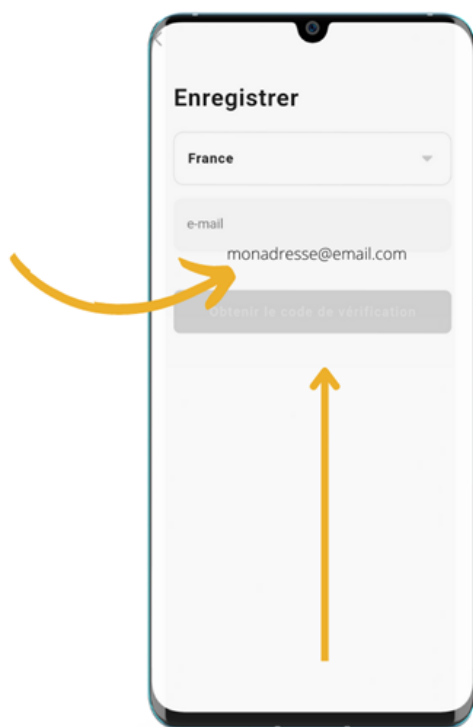 Enregistrer
France
e-mail
monadresse@email.com
Obtenir le code de vérification